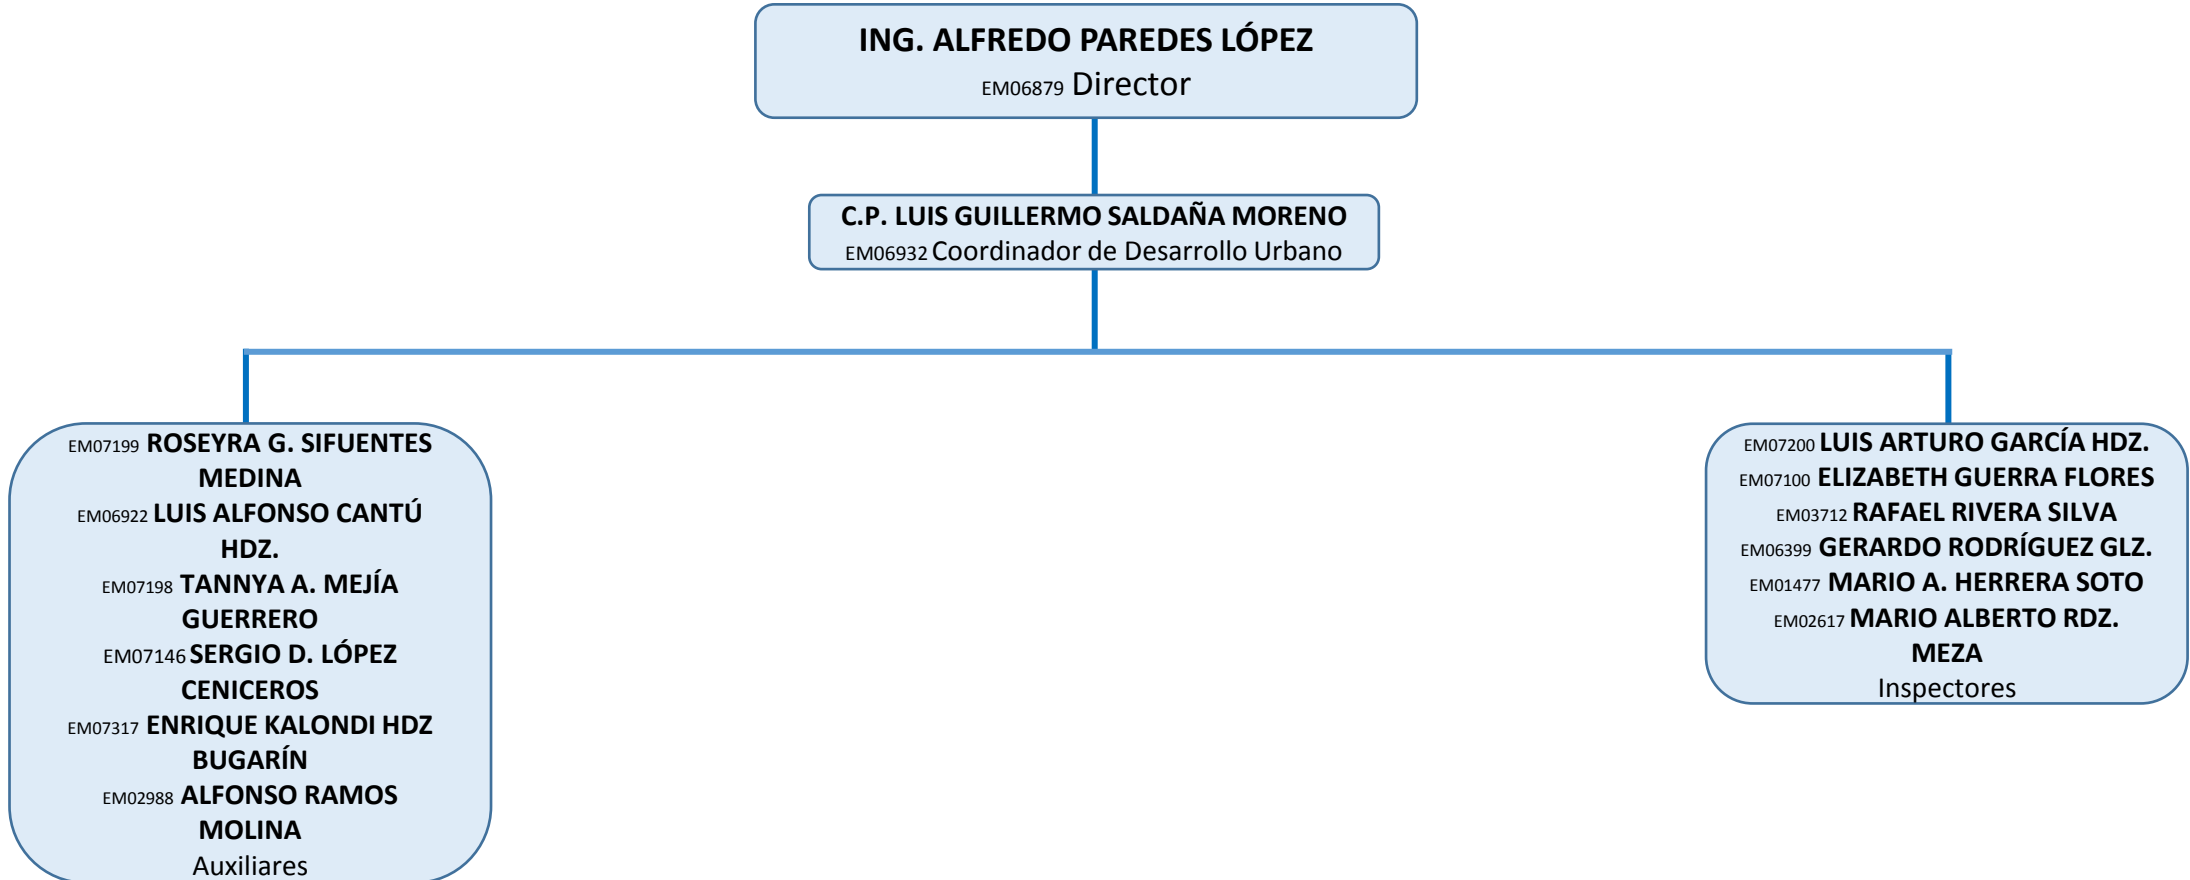 ING. ALFREDO PAREDES LÓPEZ
EM06879 Director
C.P. LUIS GUILLERMO SALDAÑA MORENO
EM06932 Coordinador de Desarrollo Urbano
EM07199 ROSEYRA G. SIFUENTES
MEDINA
EM06922 LUIS ALFONSO CANTÚ
HDZ.
EM07198 TANNYA A. MEJÍA
GUERRERO
EM07146 SERGIO D. LÓPEZ
CENICEROS
EM07317 ENRIQUE KALONDI HDZ
BUGARÍN
EM02988 ALFONSO RAMOS
MOLINA
Auxiliares
EM07200 LUIS ARTURO GARCÍA HDZ.
EM07100 ELIZABETH GUERRA FLORES
EM03712 RAFAEL RIVERA SILVA
EM06399 GERARDO RODRÍGUEZ GLZ.
EM01477 MARIO A. HERRERA SOTO
EM02617 MARIO ALBERTO RDZ.
MEZA
Inspectores